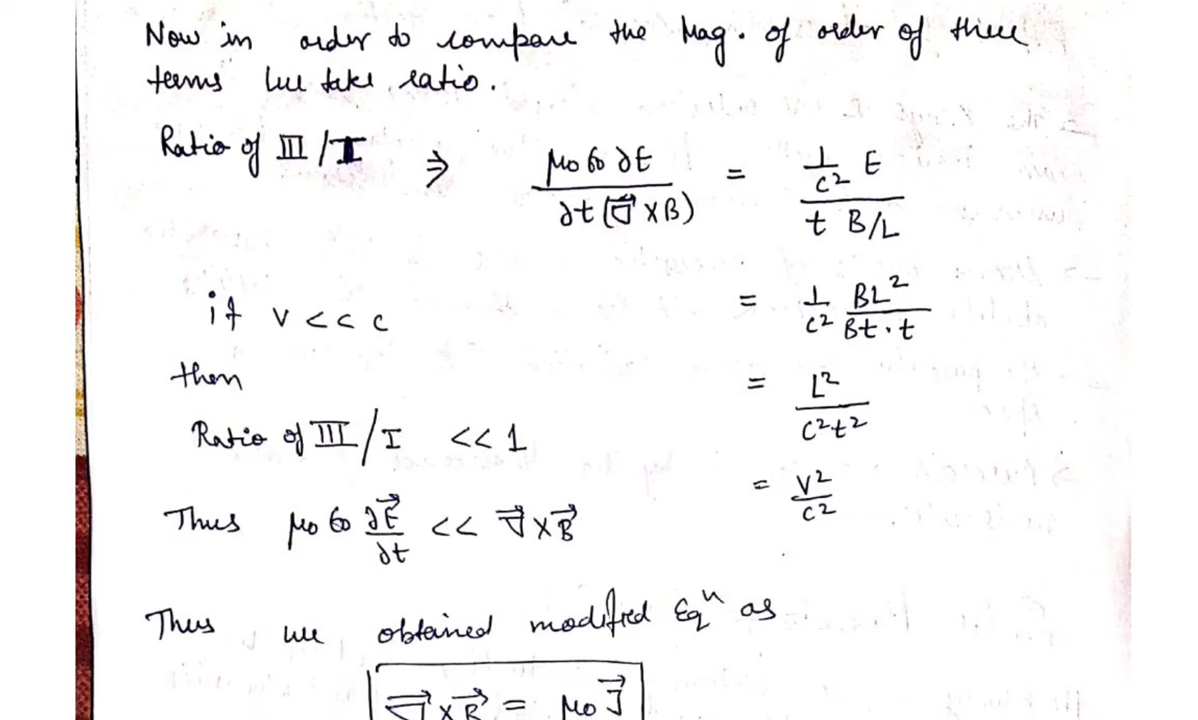 Now in order to compare the Mag. of order of three
terms we take ratio.
Ratio of III/I ⇒ μ0 ϵ0 ∂E / ∂t (∇⃗ × B) = 1/c² E / t B/L
if v << c = 1/c² BL² / Bt·t
then = L² / c²t²
Ratio of III/I << 1
= v²/c²
Thus μ0 ϵ0 ∂E⃗/∂t << ∇⃗ × B⃗
Thus we obtained modified Eqⁿ as
∇⃗ × B⃗ = μ0 J⃗